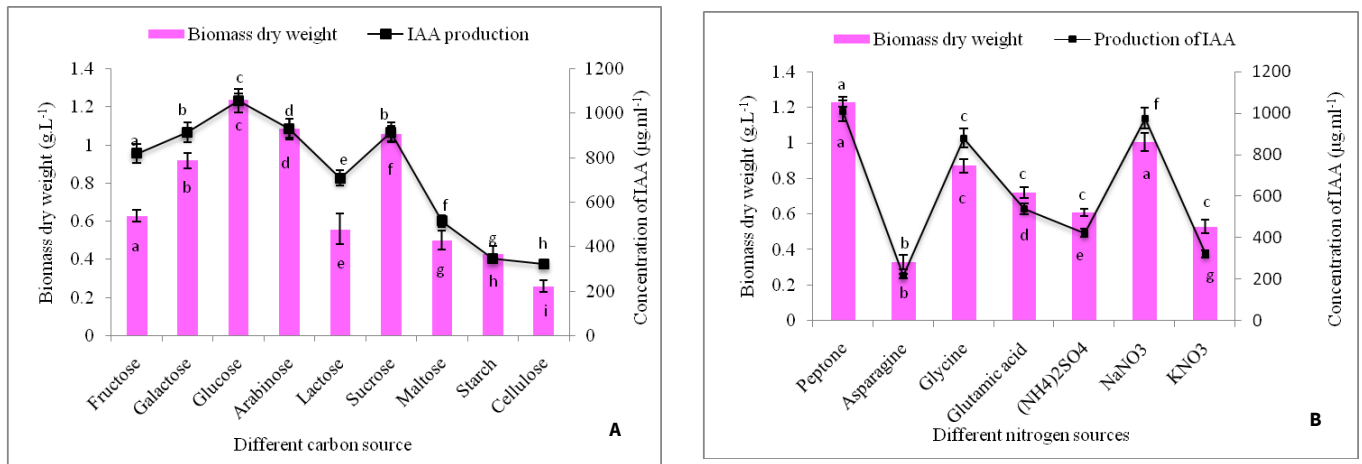 Biomass dry weight IAA production
1.4
1.2
1
0.8
0.6
0.4
0.2
0
Biomass dry weight (g.L⁻¹)
1200
1000
800
600
400
200
0
Concentration of IAA (µg.ml⁻¹)
a b c d e b f g h
a b c d e f g h i
Fructose
Galactose
Glucose
Arabinose
Lactose
Sucrose
Maltose
Starch
Cellulose
Different carbon source
A
Biomass dry weight Production of IAA
1.4
1.2
1
0.8
0.6
0.4
0.2
0
Biomass dry weight (g.L⁻¹)
1200
1000
800
600
400
200
0
Concentration of IAA (µg.ml⁻¹)
a b c c c f c
a b c d e a g
Peptone
Asparagine
Glycine
Glutamic acid
(NH4)2SO4
NaNO3
KNO3
Different nitrogen sources
B